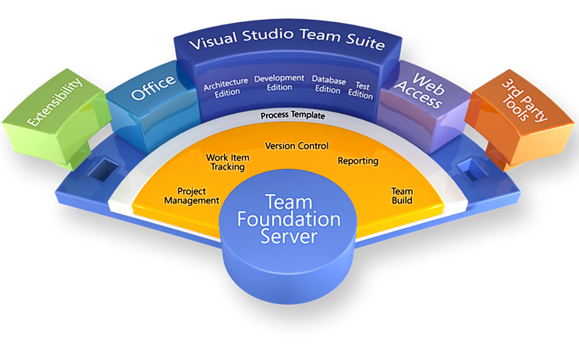 Visual Studio Team Suite
Extensibility
Office
Architecture
Edition
Development
Edition
Database
Edition
Test
Edition
Web
Access
3rd Party
Tools
Process Template
Version Control
Work Item
Tracking
Reporting
Project
Management
Team
Build
Team
Foundation
Server